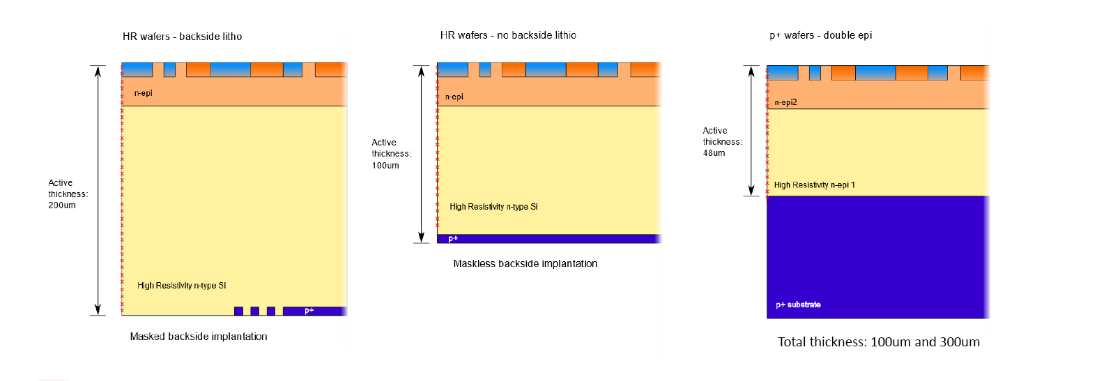 HR wafers - backside litho
n-epi
Active
thickness:
200um
High Resistivity n-type Si
p+
Masked backside implantation
HR wafers - no backside lithio
n-epi
Active
thickness:
100um
High Resistivity n-type Si
p+
Maskless backside implantation
p+ wafers - double epi
n-epi2
Active
thickness:
48um
High Resistivity n-epi 1
p+ substrate
Total thickness: 100um and 300um